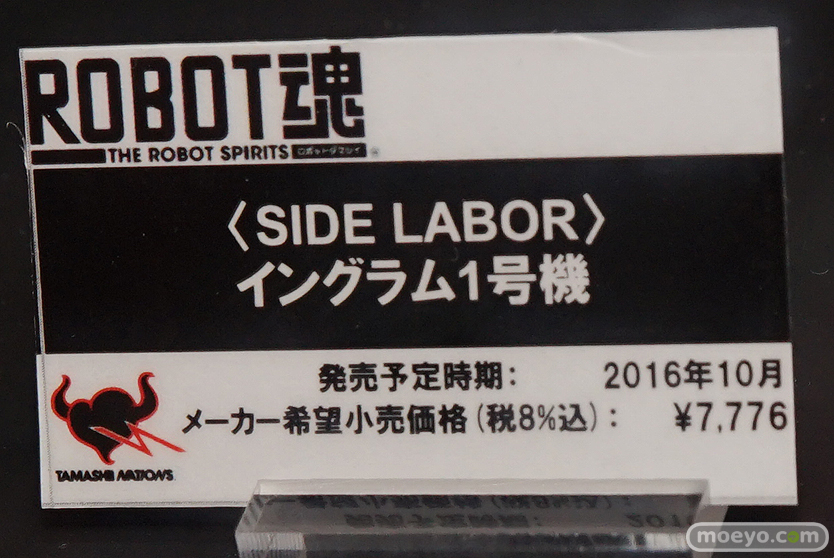 ROBOT魂
THE ROBOT SPIRITS ロボットダマシイ
〈SIDE LABOR〉
イングラム1号機
発売予定時期: 2016年10月
メーカー希望小売価格(税8%込): ¥7,776
TAMASHII NATIONS
moeyo.com